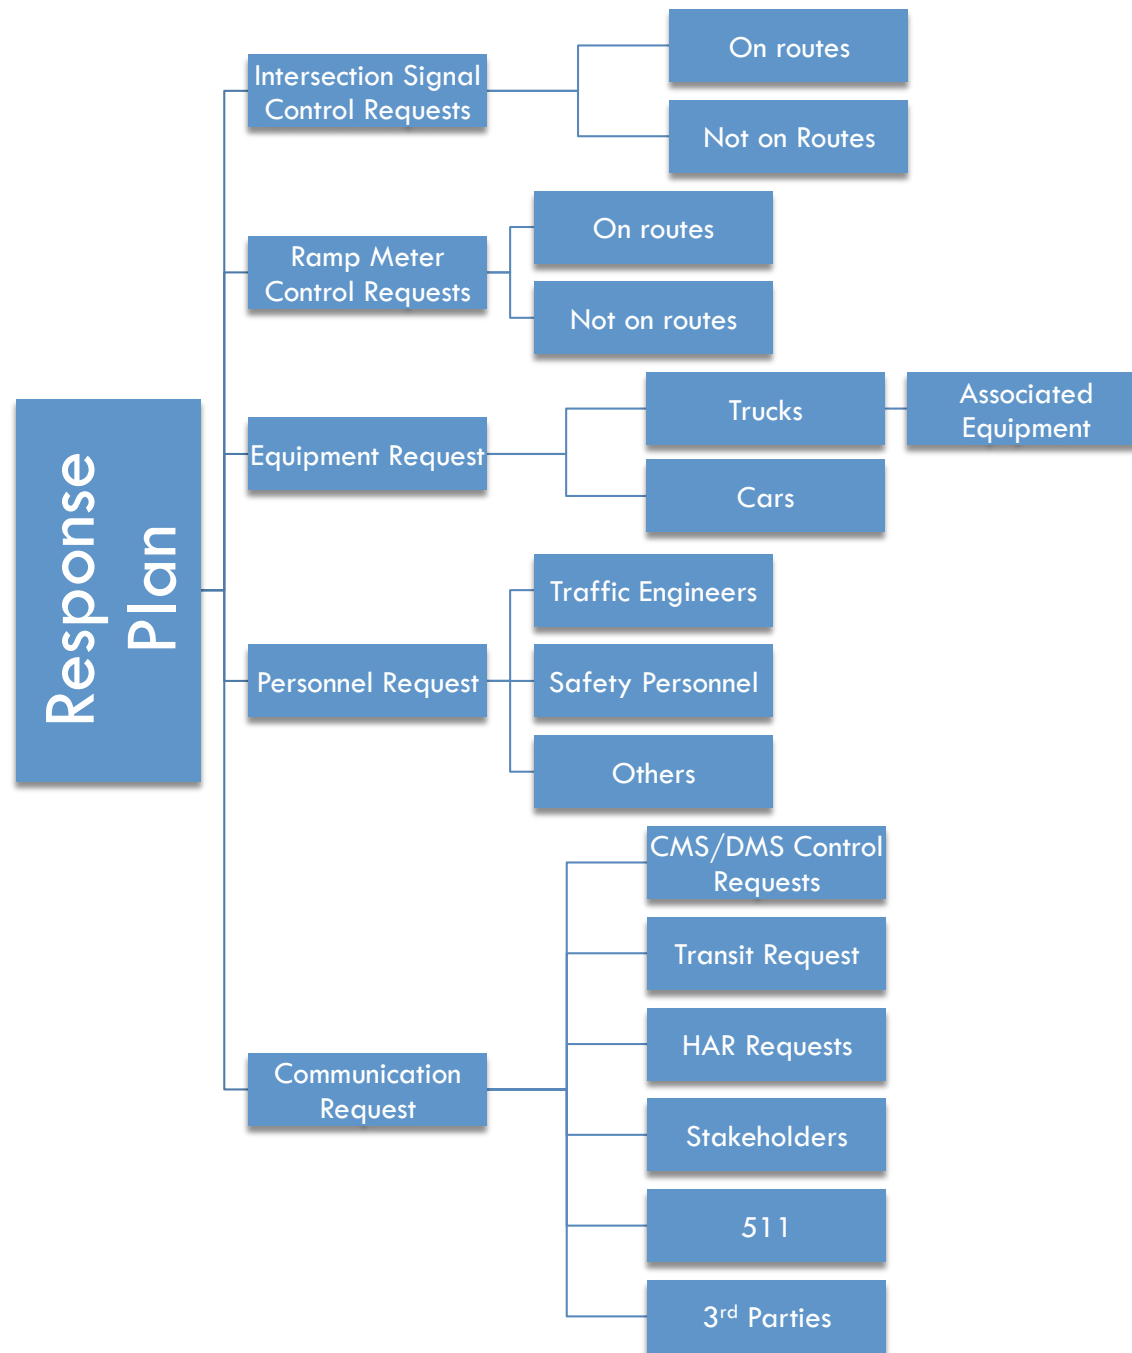 Response
Plan
Intersection Signal
Control Requests
On routes
Not on Routes
Ramp Meter
Control Requests
On routes
Not on routes
Equipment Request
Trucks
Associated
Equipment
Cars
Personnel Request
Traffic Engineers
Safety Personnel
Others
Communication
Request
CMS/DMS Control
Requests
Transit Request
HAR Requests
Stakeholders
511
3rd Parties